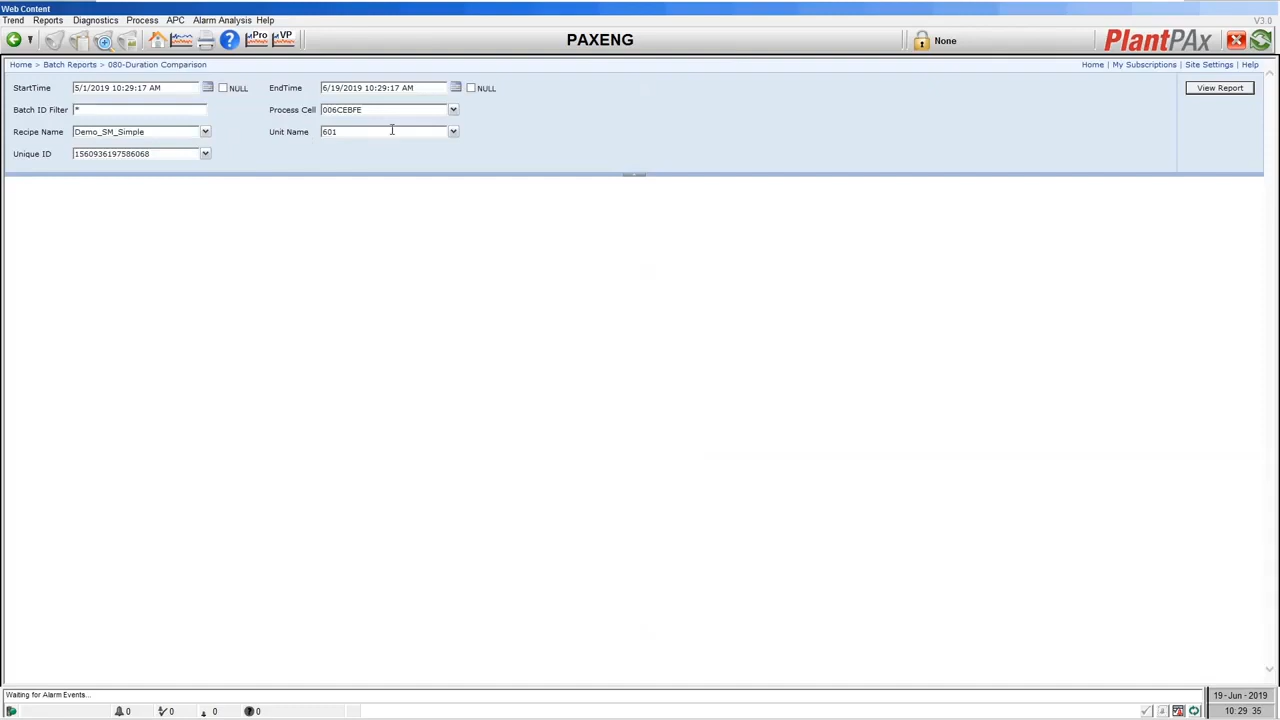 Web Content
Trend Reports Diagnostics Process APC Alarm Analysis Help V3.0
Pro VP PAXENG None PlantPAx
Home > Batch Reports > 080-Duration Comparison Home | My Subscriptions | Site Settings | Help
StartTime 5/1/2019 10:29:17 AM NULL EndTime 6/19/2019 10:29:17 AM NULL View Report
Batch ID Filter * Process Cell 006CEBFE
Recipe Name Demo_SM_Simple Unit Name 601
Unique ID 1560936197586068
Waiting for Alarm Events... 19-Jun-2019
0 0 0 0 10:29 35